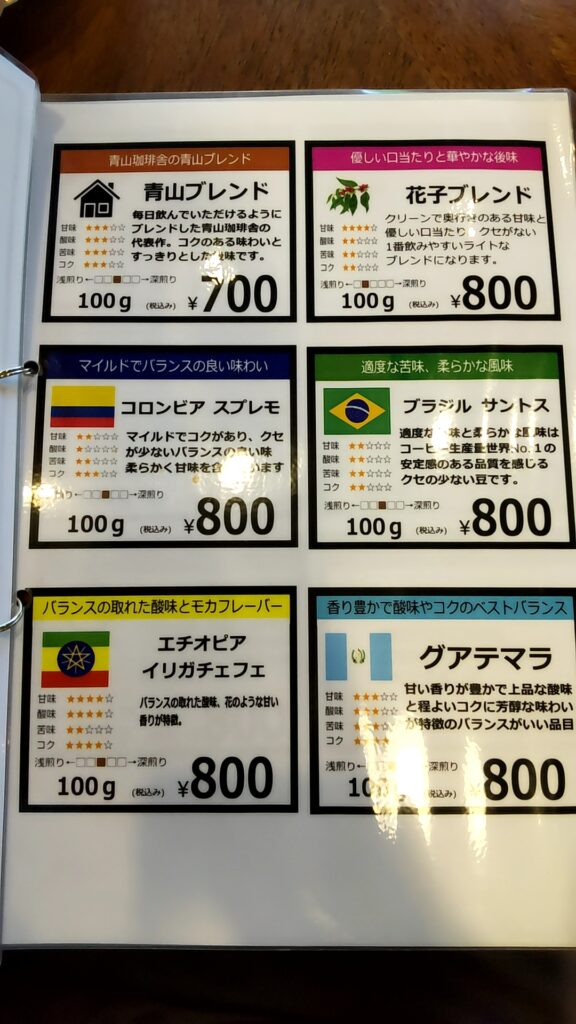 青山珈琲舎の青山ブレンド
青山ブレンド
毎日飲んでいただけるように
ブレンドした青山珈琲舎の
代表作。コクのある味わいと
すっきりとした後味です。
甘味 ★★★☆☆
酸味 ★★★☆☆
苦味 ★★☆☆☆
コク ★★★☆☆
浅煎り←□□■□□→深煎り
100g (税込み) ¥700
優しい口当たりと華やかな後味
花子ブレンド
クリーンで奥行きのある甘味と
優しい口当たり。クセがない
1番飲みやすいライトな
ブレンドになります。
甘味 ★★★★☆
酸味
苦味
コク ★★☆☆☆
浅煎り←□■□□□→深煎り
100g (税込み) ¥800
マイルドでバランスの良い味わい
コロンビア スプレモ
マイルドでコクがあり、クセ
が少ないバランスの良い味
柔らかく甘味を含 います
甘味 ★★☆☆☆
酸味 ★☆☆☆☆
苦味 ★★☆☆☆
コク ★★★☆☆
煎り←□□■□□→深煎り
100g (税込み) ¥800
適度な苦味、柔らかな風味
ブラジル サントス
適度な 味と柔らかな風味は
コーヒー生産量世界No.1の
安定感のある品質を感じる
クセの少ない豆です。
甘味 ★★☆☆☆
酸味 ★★☆☆☆
苦味 ★★☆☆☆
コク ★★☆☆☆
浅煎り←□□■□□→深煎り
100g (税込み) ¥800
バランスの取れた酸味とモカフレーバー
エチオピア
イリガチェフェ
バランスの取れた酸味、花のような甘い
香りが特徴。
甘味 ★★★★☆
酸味 ★★★★☆
苦味 ★★☆☆☆
コク ★★★★☆
浅煎り←□□■□□→深煎り
100g (税込み) ¥800
香り豊かで酸味やコクのベストバランス
グアテマラ
甘い香りが豊かで上品な酸味
と程よいコクに芳醇な味わい
が特徴のバランスがいい品目
甘味 ★★★☆☆
酸味
苦味
コク
浅煎り← →深煎り
100g (税込み) ¥800